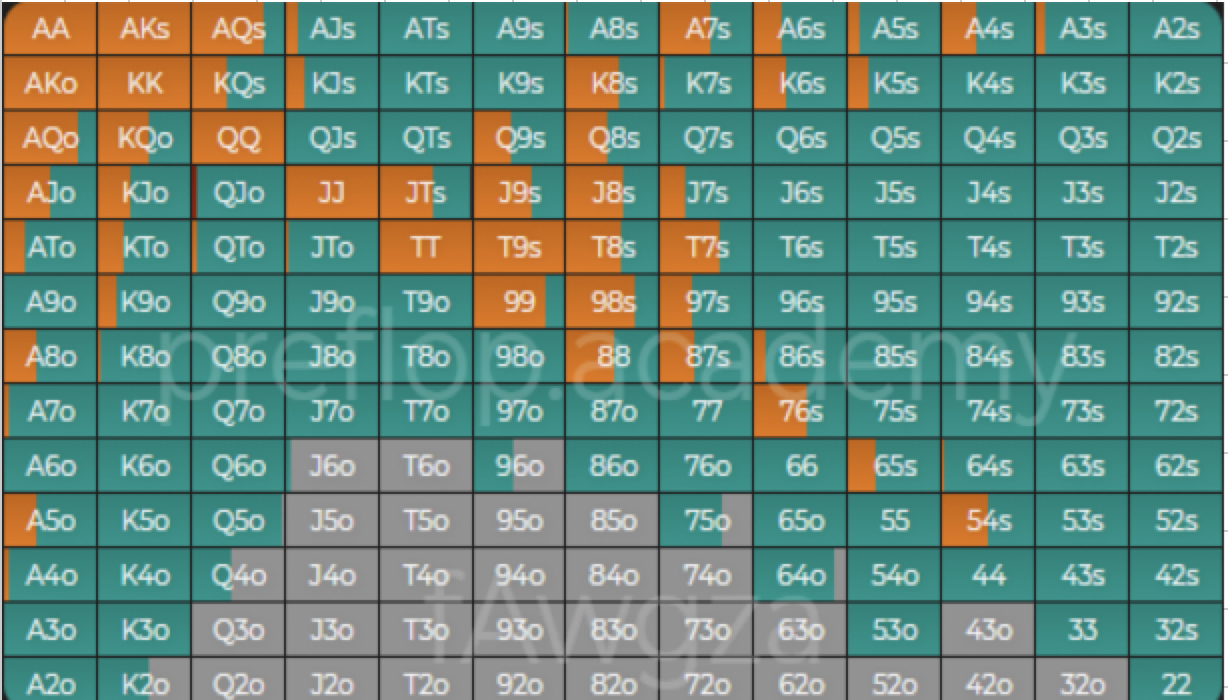 AA AKs AQs AJs ATs A9s A8s A7s A6s A5s A4s A3s A2s
AKo KK KQs KJs KTs K9s K8s K7s K6s K5s K4s K3s K2s
AQo KQo QQ QJs QTs Q9s Q8s Q7s Q6s Q5s Q4s Q3s Q2s
AJo KJo QJo JJ JTs J9s J8s J7s J6s J5s J4s J3s J2s
ATo KTo QTo JTo TT T9s T8s T7s T6s T5s T4s T3s T2s
A9o K9o Q9o J9o T9o 99 98s 97s 96s 95s 94s 93s 92s
preflop.academy
A8o K8o Q8o J8o T8o 98o 88 87s 86s 85s 84s 83s 82s
A7o K7o Q7o J7o T7o 97o 87o 77 76s 75s 74s 73s 72s
A6o K6o Q6o J6o T6o 96o 86o 76o 66 65s 64s 63s 62s
A5o K5o Q5o J5o T5o 95o 85o 75o 65o 55 54s 53s 52s
A4o K4o Q4o J4o T4o 94o 84o 74o 64o 54o 44 43s 42s
fAwgza
A3o K3o Q3o J3o T3o 93o 83o 73o 63o 53o 43o 33 32s
A2o K2o Q2o J2o T2o 92o 82o 72o 62o 52o 42o 32o 22